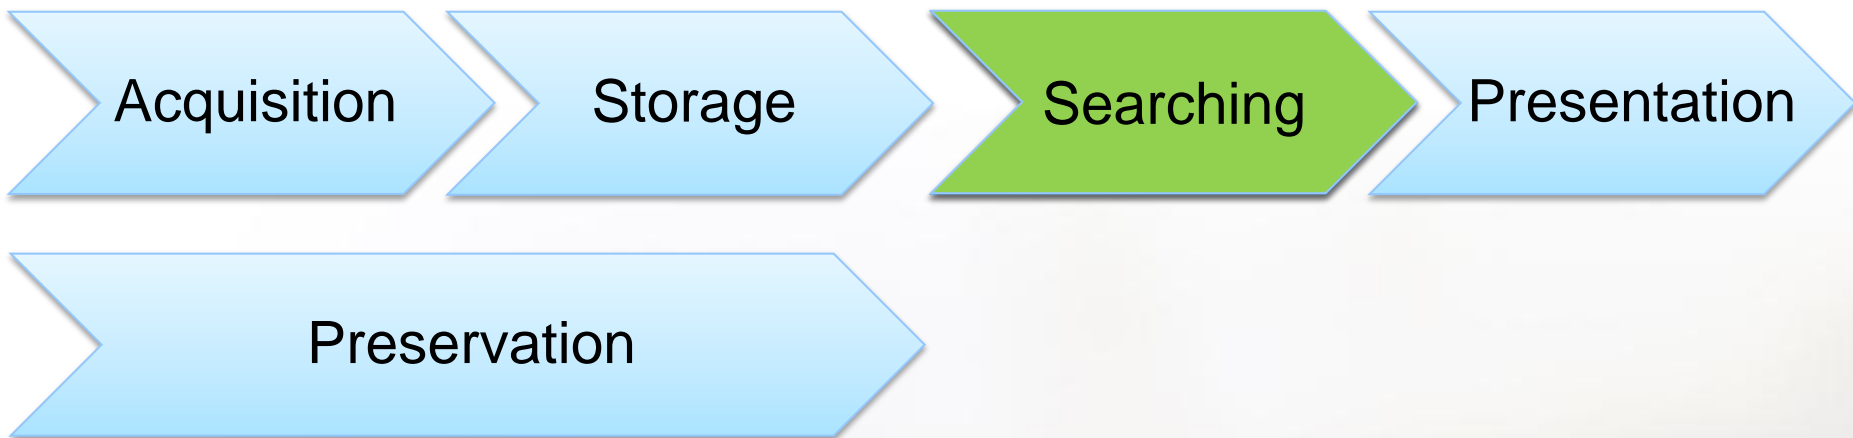 Acquisition
Storage
Searching
Presentation
Preservation